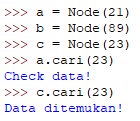 >>> a = Node(21)
>>> b = Node(89)
>>> c = Node(23)
>>> a.cari(23)
Check data!
>>> c.cari(23)
Data ditemukan!